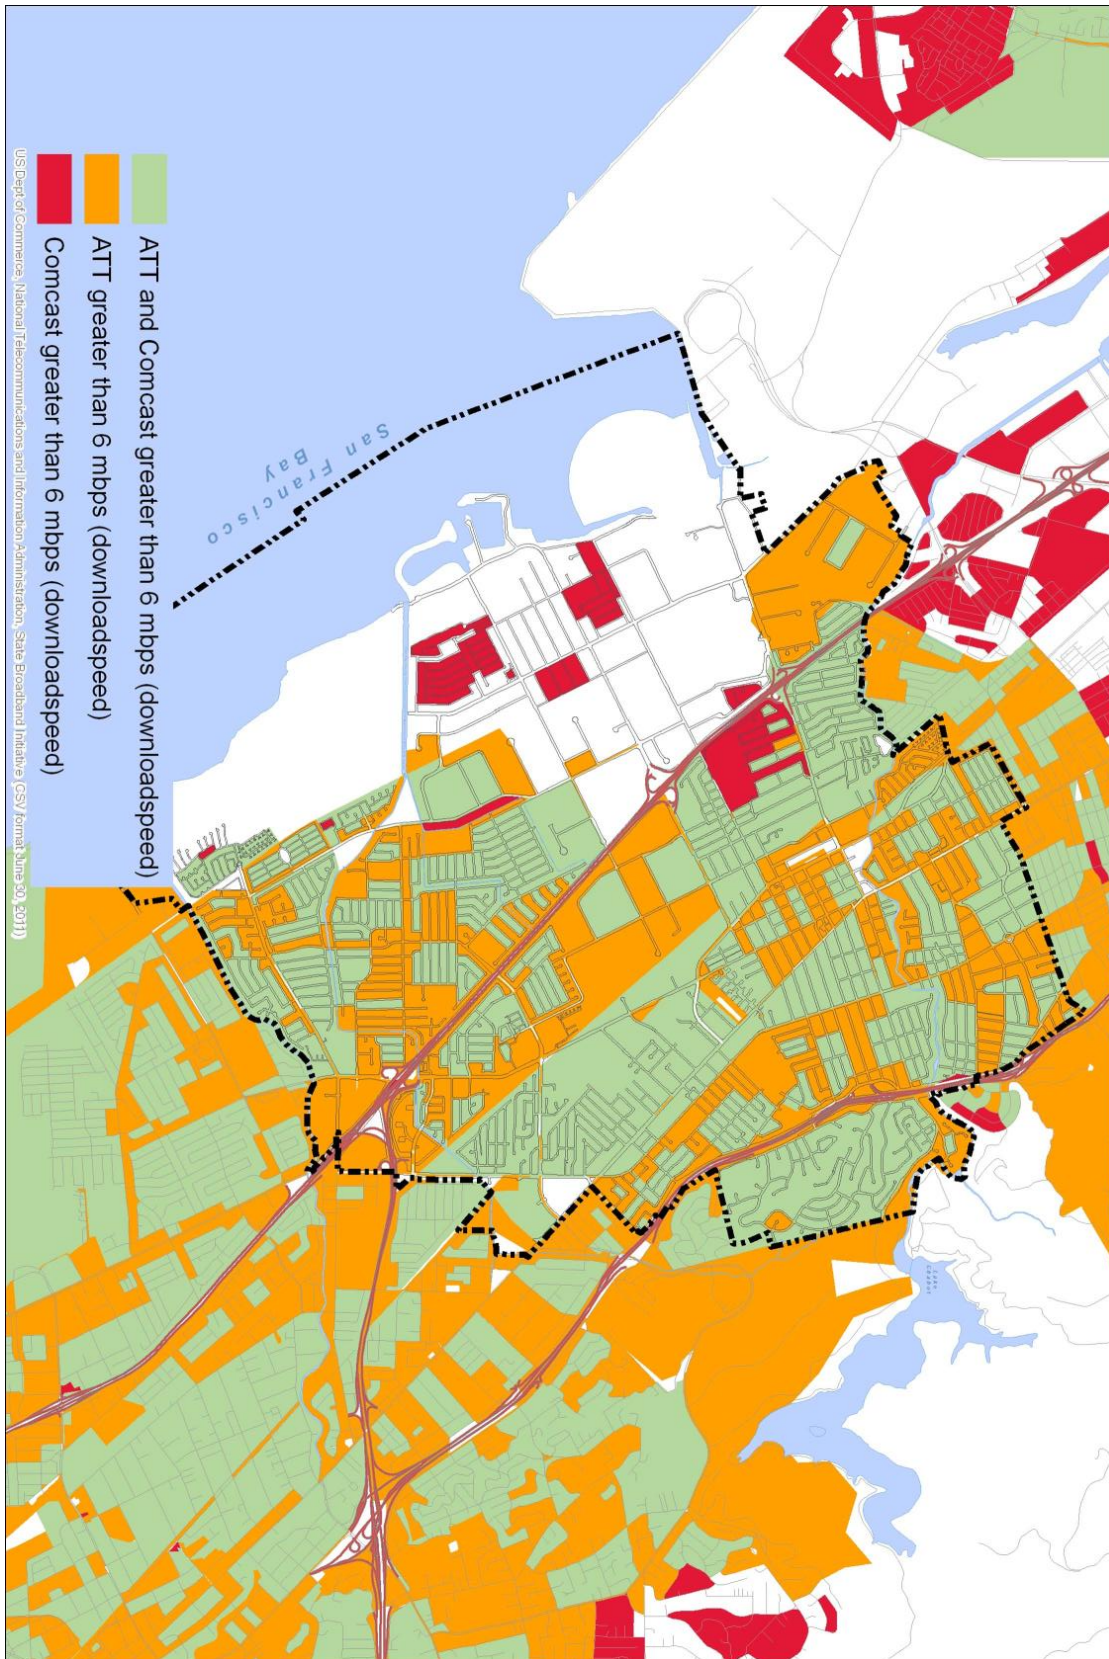 San Francisco
Bay
Lake
Chabot
ATT and Comcast greater than 6 mbps (downloadspeed)
ATT greater than 6 mbps (downloadspeed)
Comcast greater than 6 mbps (downloadspeed)
US Dept of Commerce, National Telecommunications and Information Administration, State Broadband Initiative (CSV format June 30, 2011)